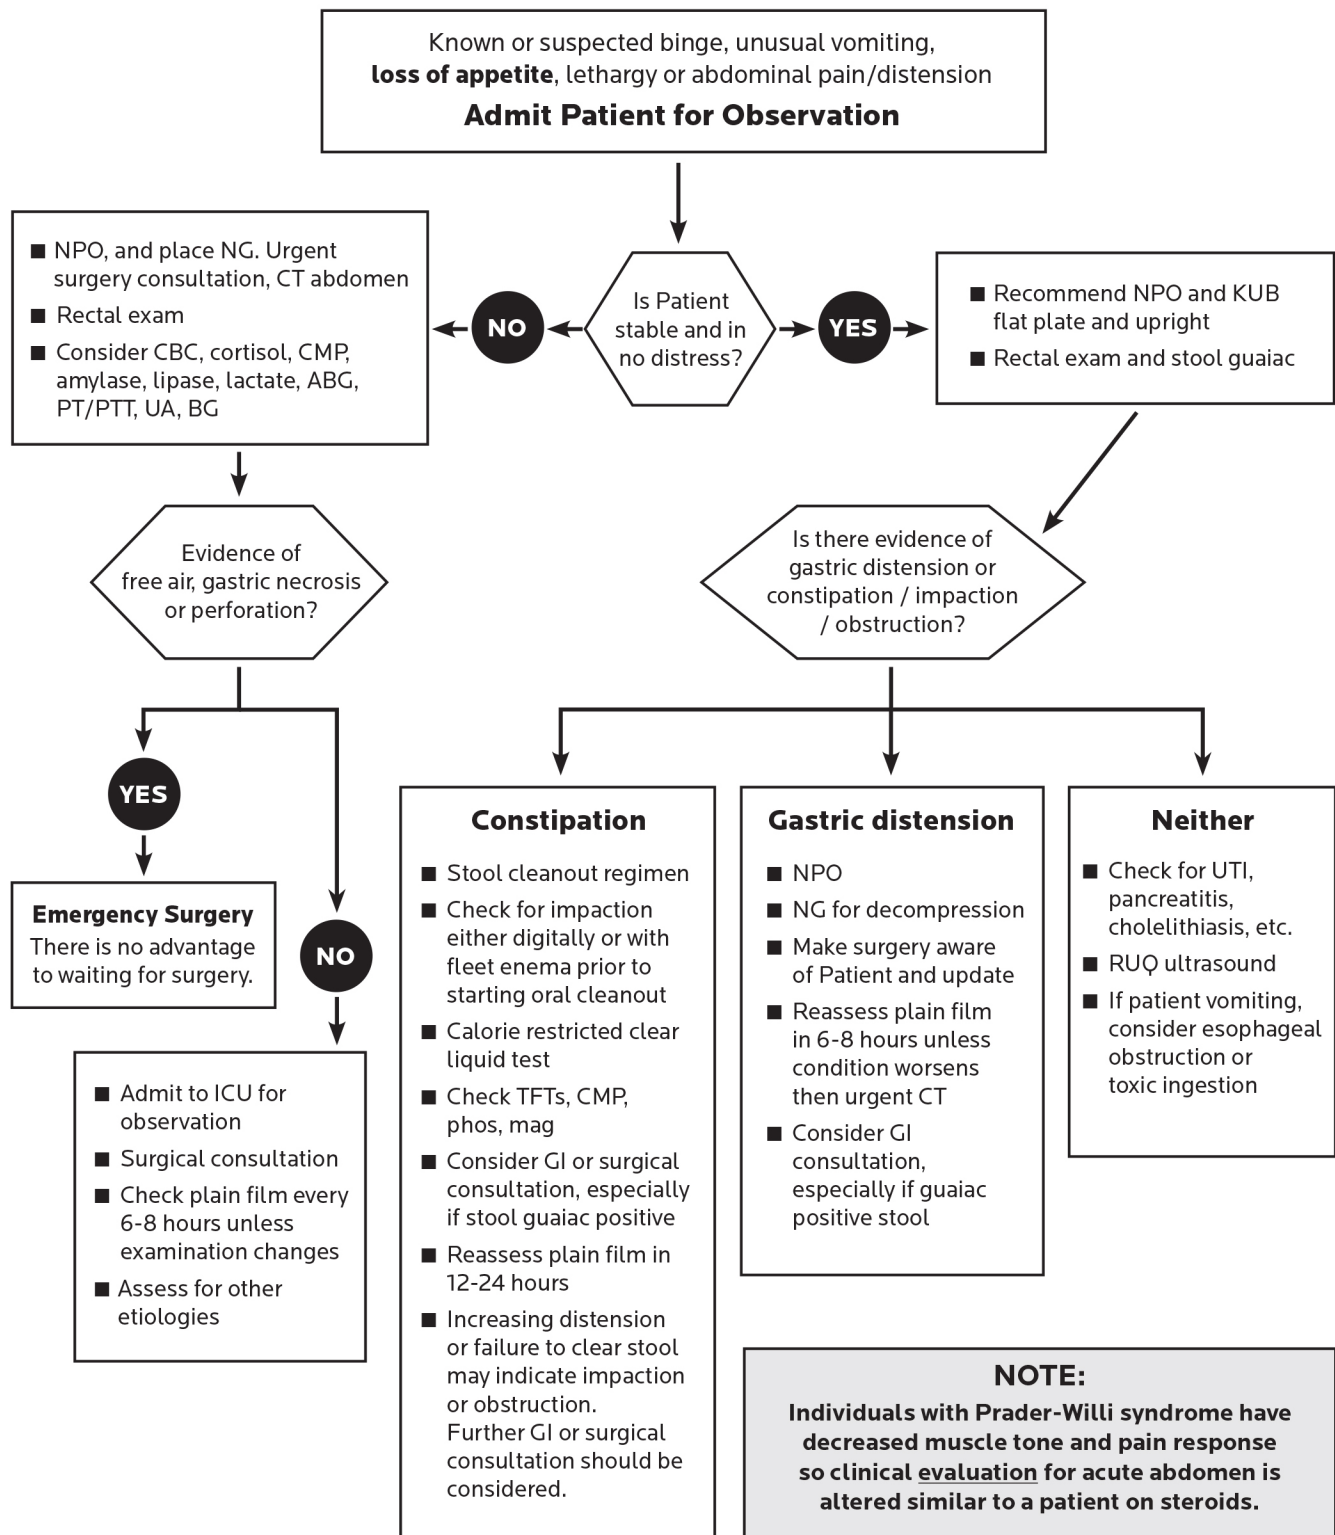 Known or suspected binge, unusual vomiting,
loss of appetite, lethargy or abdominal pain/distension
Admit Patient for Observation
Is Patient
stable and in
no distress?
NO
YES
■ NPO, and place NG. Urgent
surgery consultation, CT abdomen
■ Rectal exam
■ Consider CBC, cortisol, CMP,
amylase, lipase, lactate, ABG,
PT/PTT, UA, BG
■ Recommend NPO and KUB
flat plate and upright
■ Rectal exam and stool guaiac
Evidence of
free air, gastric necrosis
or perforation?
Is there evidence of
gastric distension or
constipation / impaction
/ obstruction?
YES
Emergency Surgery
There is no advantage
to waiting for surgery.
NO
■ Admit to ICU for
observation
■ Surgical consultation
■ Check plain film every
6-8 hours unless
examination changes
■ Assess for other
etiologies
Constipation
■ Stool cleanout regimen
■ Check for impaction
either digitally or with
fleet enema prior to
starting oral cleanout
■ Calorie restricted clear
liquid test
■ Check TFTs, CMP,
phos, mag
■ Consider GI or surgical
consultation, especially
if stool guaiac positive
■ Reassess plain film in
12-24 hours
■ Increasing distension
or failure to clear stool
may indicate impaction
or obstruction.
Further GI or surgical
consultation should be
considered.
Gastric distension
■ NPO
■ NG for decompression
■ Make surgery aware
of Patient and update
■ Reassess plain film
in 6-8 hours unless
condition worsens
then urgent CT
■ Consider GI
consultation,
especially if guaiac
positive stool
Neither
■ Check for UTI,
pancreatitis,
cholelithiasis, etc.
■ RUQ ultrasound
■ If patient vomiting,
consider esophageal
obstruction or
toxic ingestion
NOTE:
Individuals with Prader-Willi syndrome have
decreased muscle tone and pain response
so clinical evaluation for acute abdomen is
altered similar to a patient on steroids.